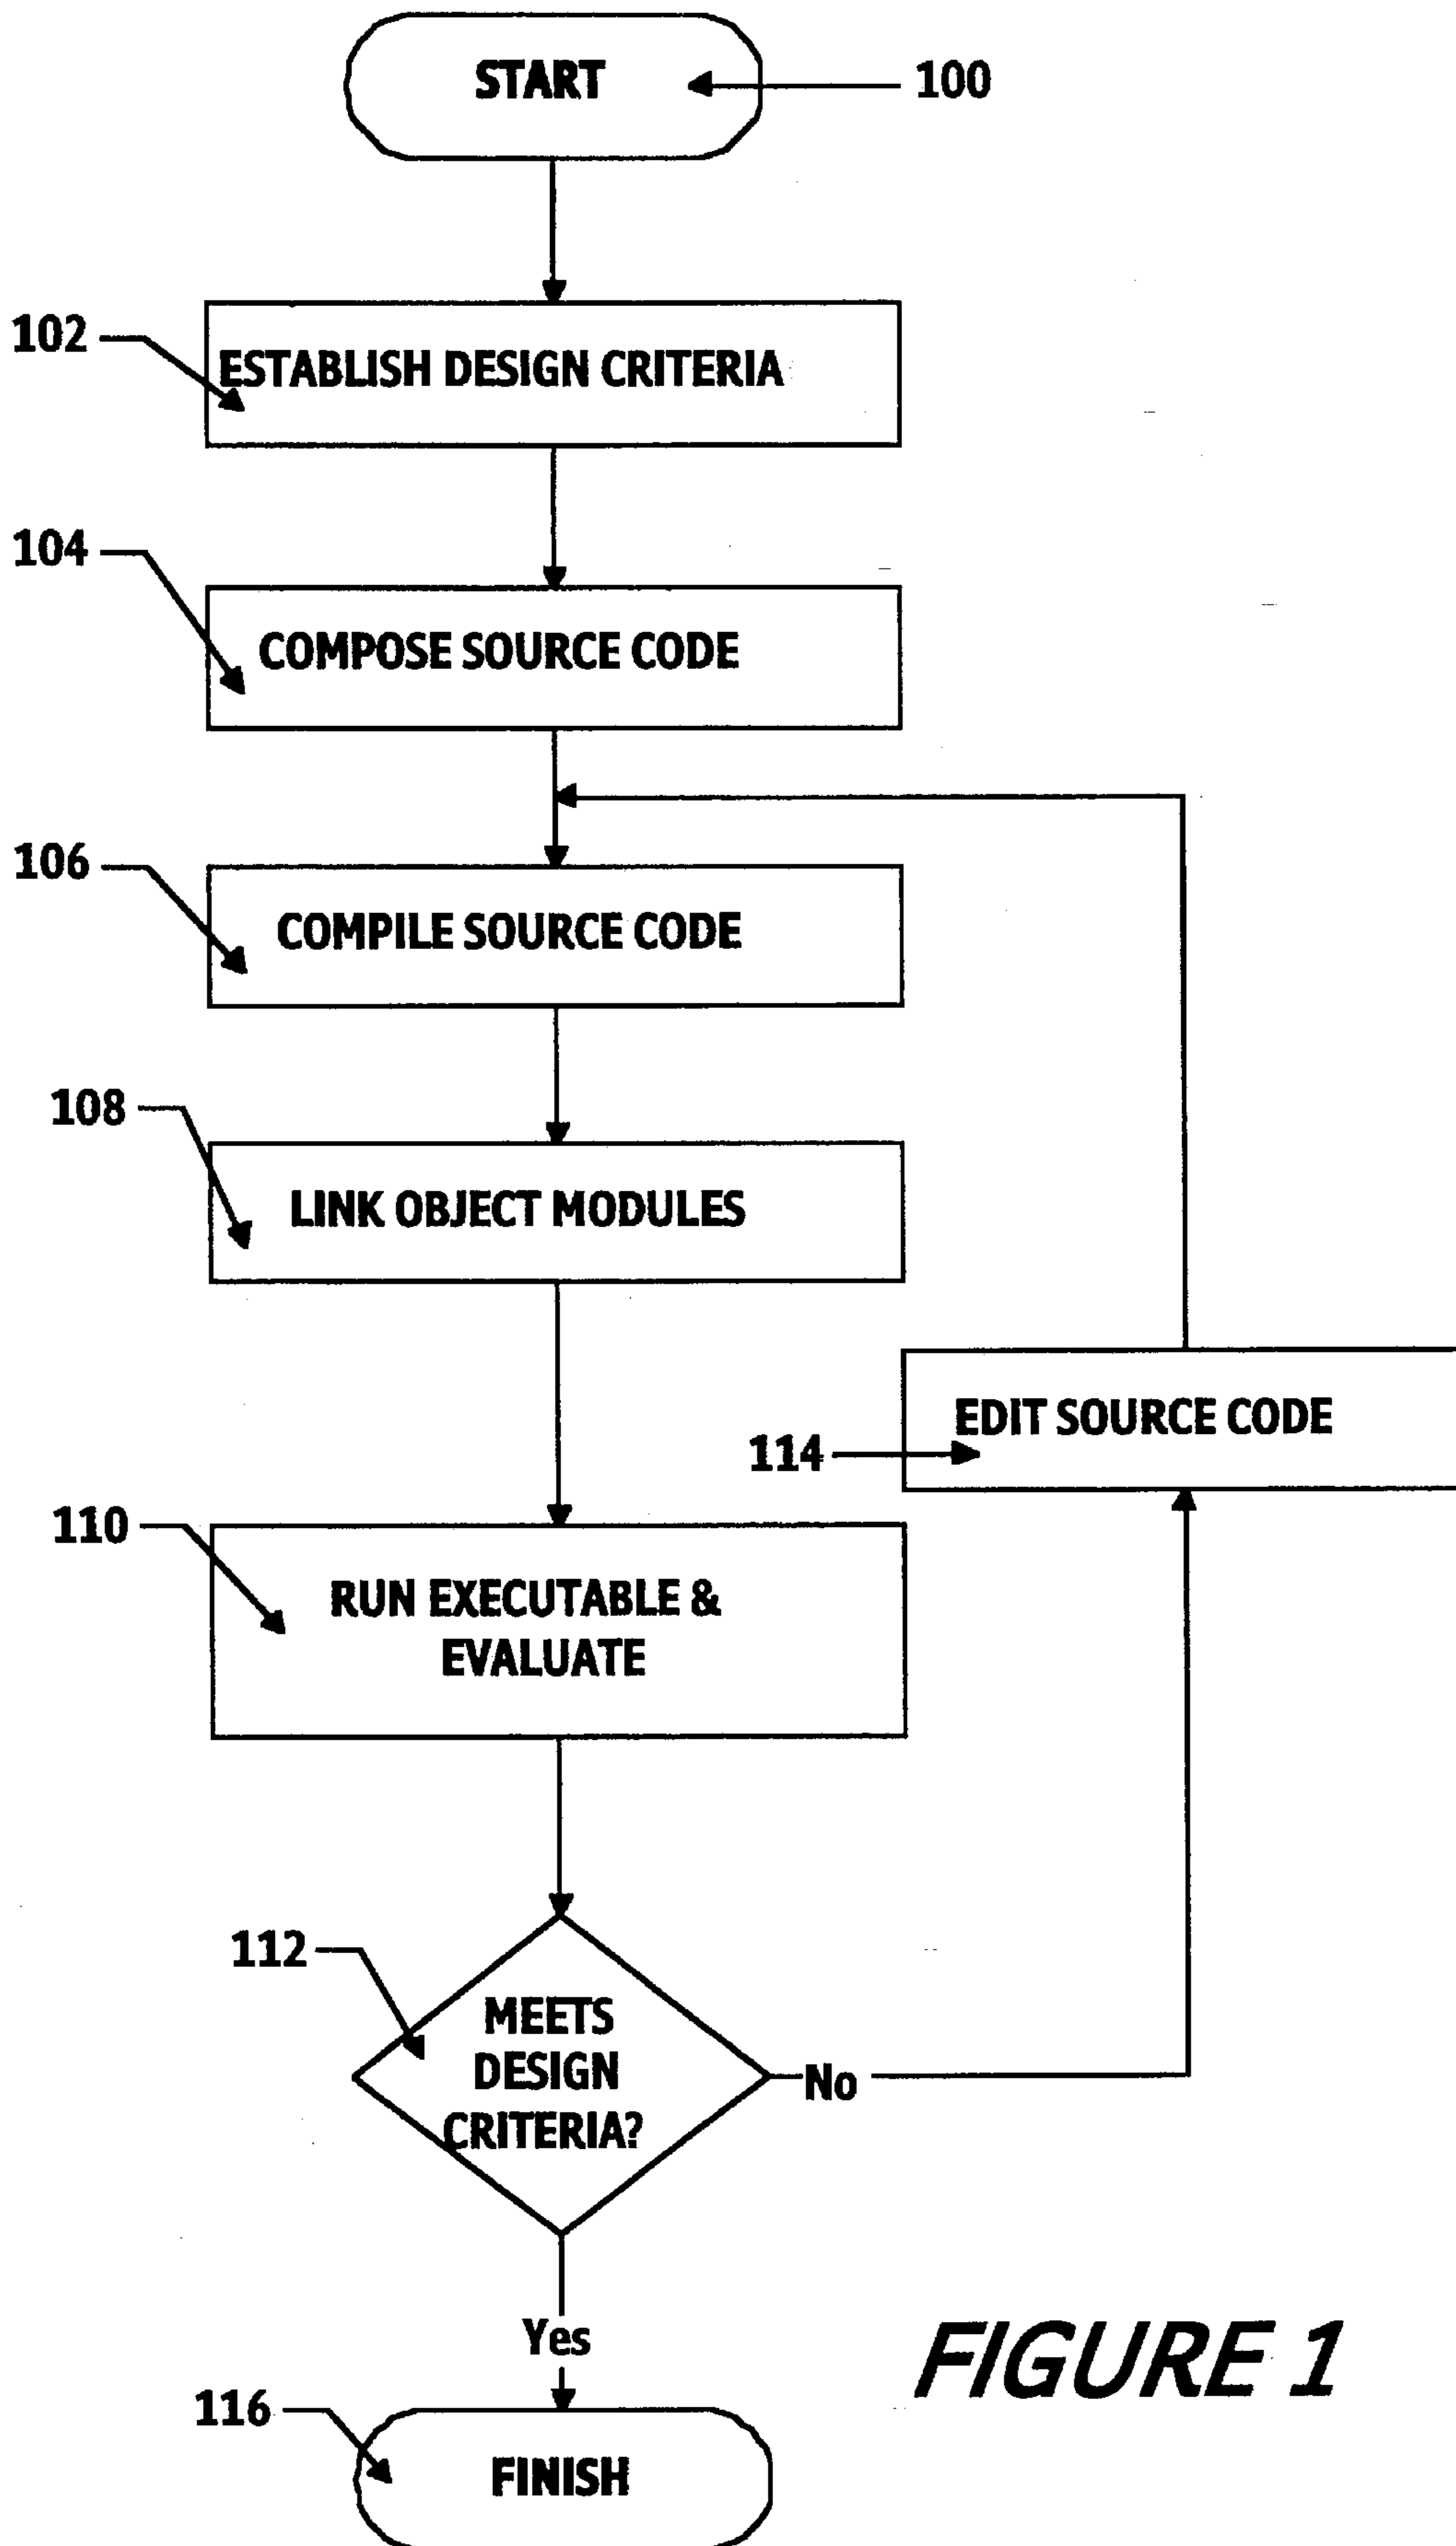 START
100
102
ESTABLISH DESIGN CRITERIA
104
COMPOSE SOURCE CODE
106
COMPILE SOURCE CODE
108
LINK OBJECT MODULES
EDIT SOURCE CODE
114
110
RUN EXECUTABLE &
EVALUATE
112
MEETS
DESIGN
CRITERIA?
No
Yes
FIGURE 1
116
FINISH